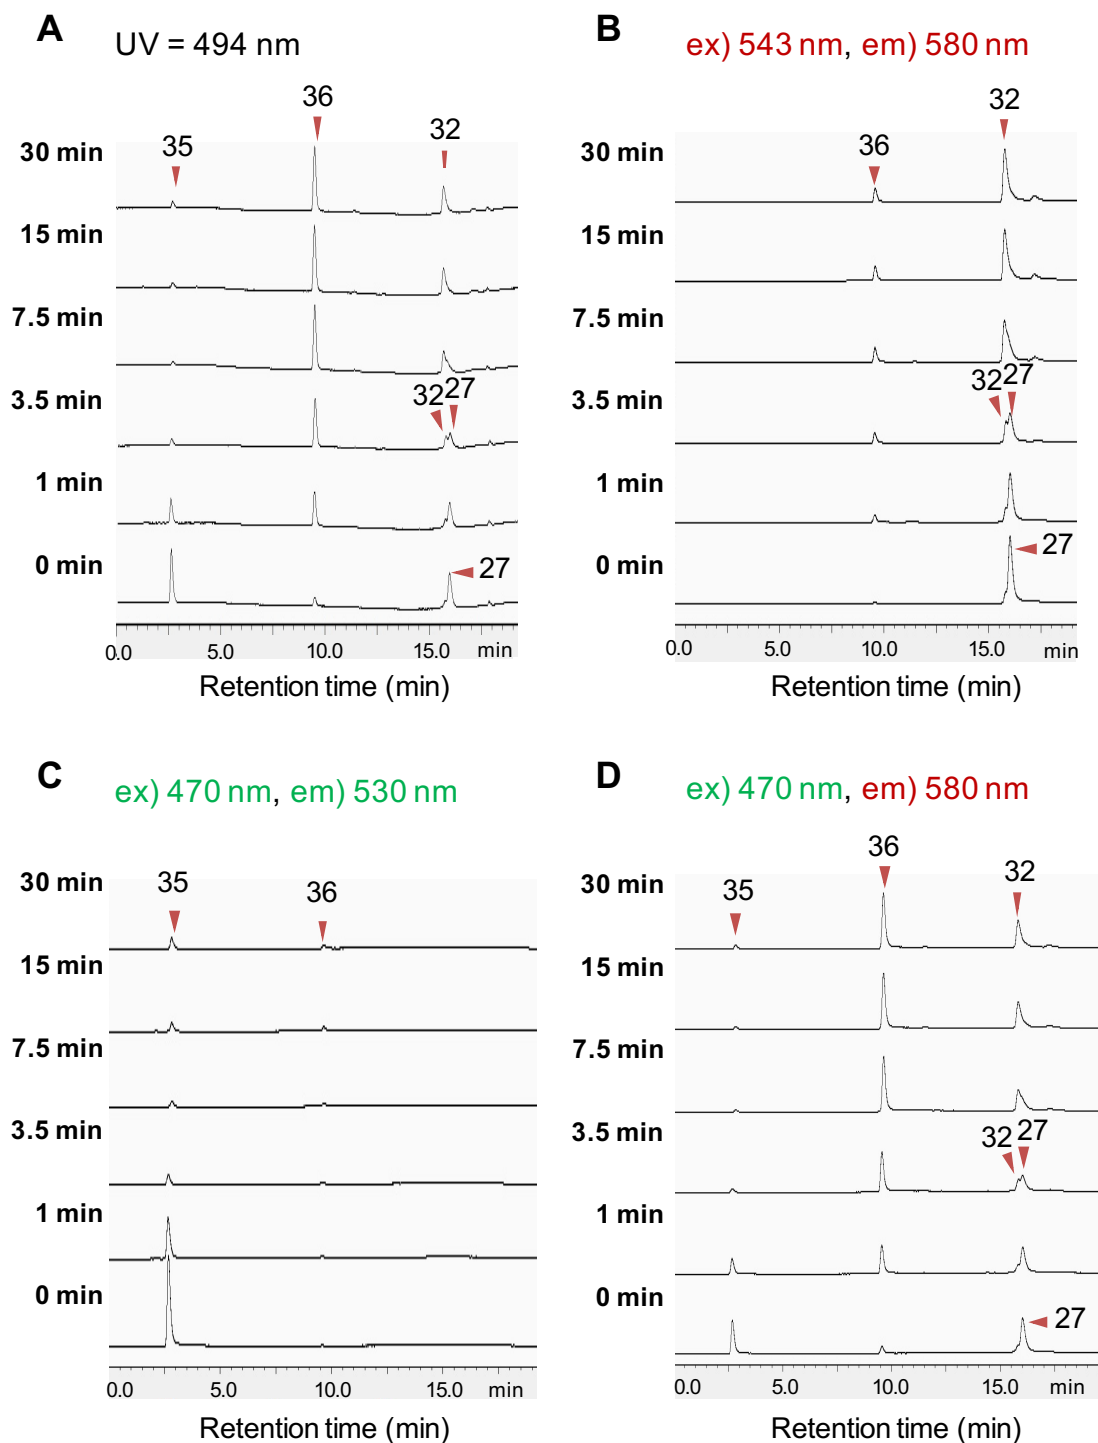 A
UV = 494 nm
36
35
32
30 min
15 min
7.5 min
3.5 min
32 27
1 min
0 min
27
0.0 5.0 10.0 15.0 min
Retention time (min)
B
ex) 543 nm, em) 580 nm
32
36
30 min
15 min
7.5 min
32 27
3.5 min
1 min
0 min
27
0.0 5.0 10.0 15.0 min
Retention time (min)
C
ex) 470 nm, em) 530 nm
35
36
30 min
15 min
7.5 min
3.5 min
1 min
0 min
0.0 5.0 10.0 15.0 min
Retention time (min)
D
ex) 470 nm, em) 580 nm
36
35
32
30 min
15 min
7.5 min
3.5 min
32 27
1 min
0 min
27
0.0 5.0 10.0 15.0 min
Retention time (min)